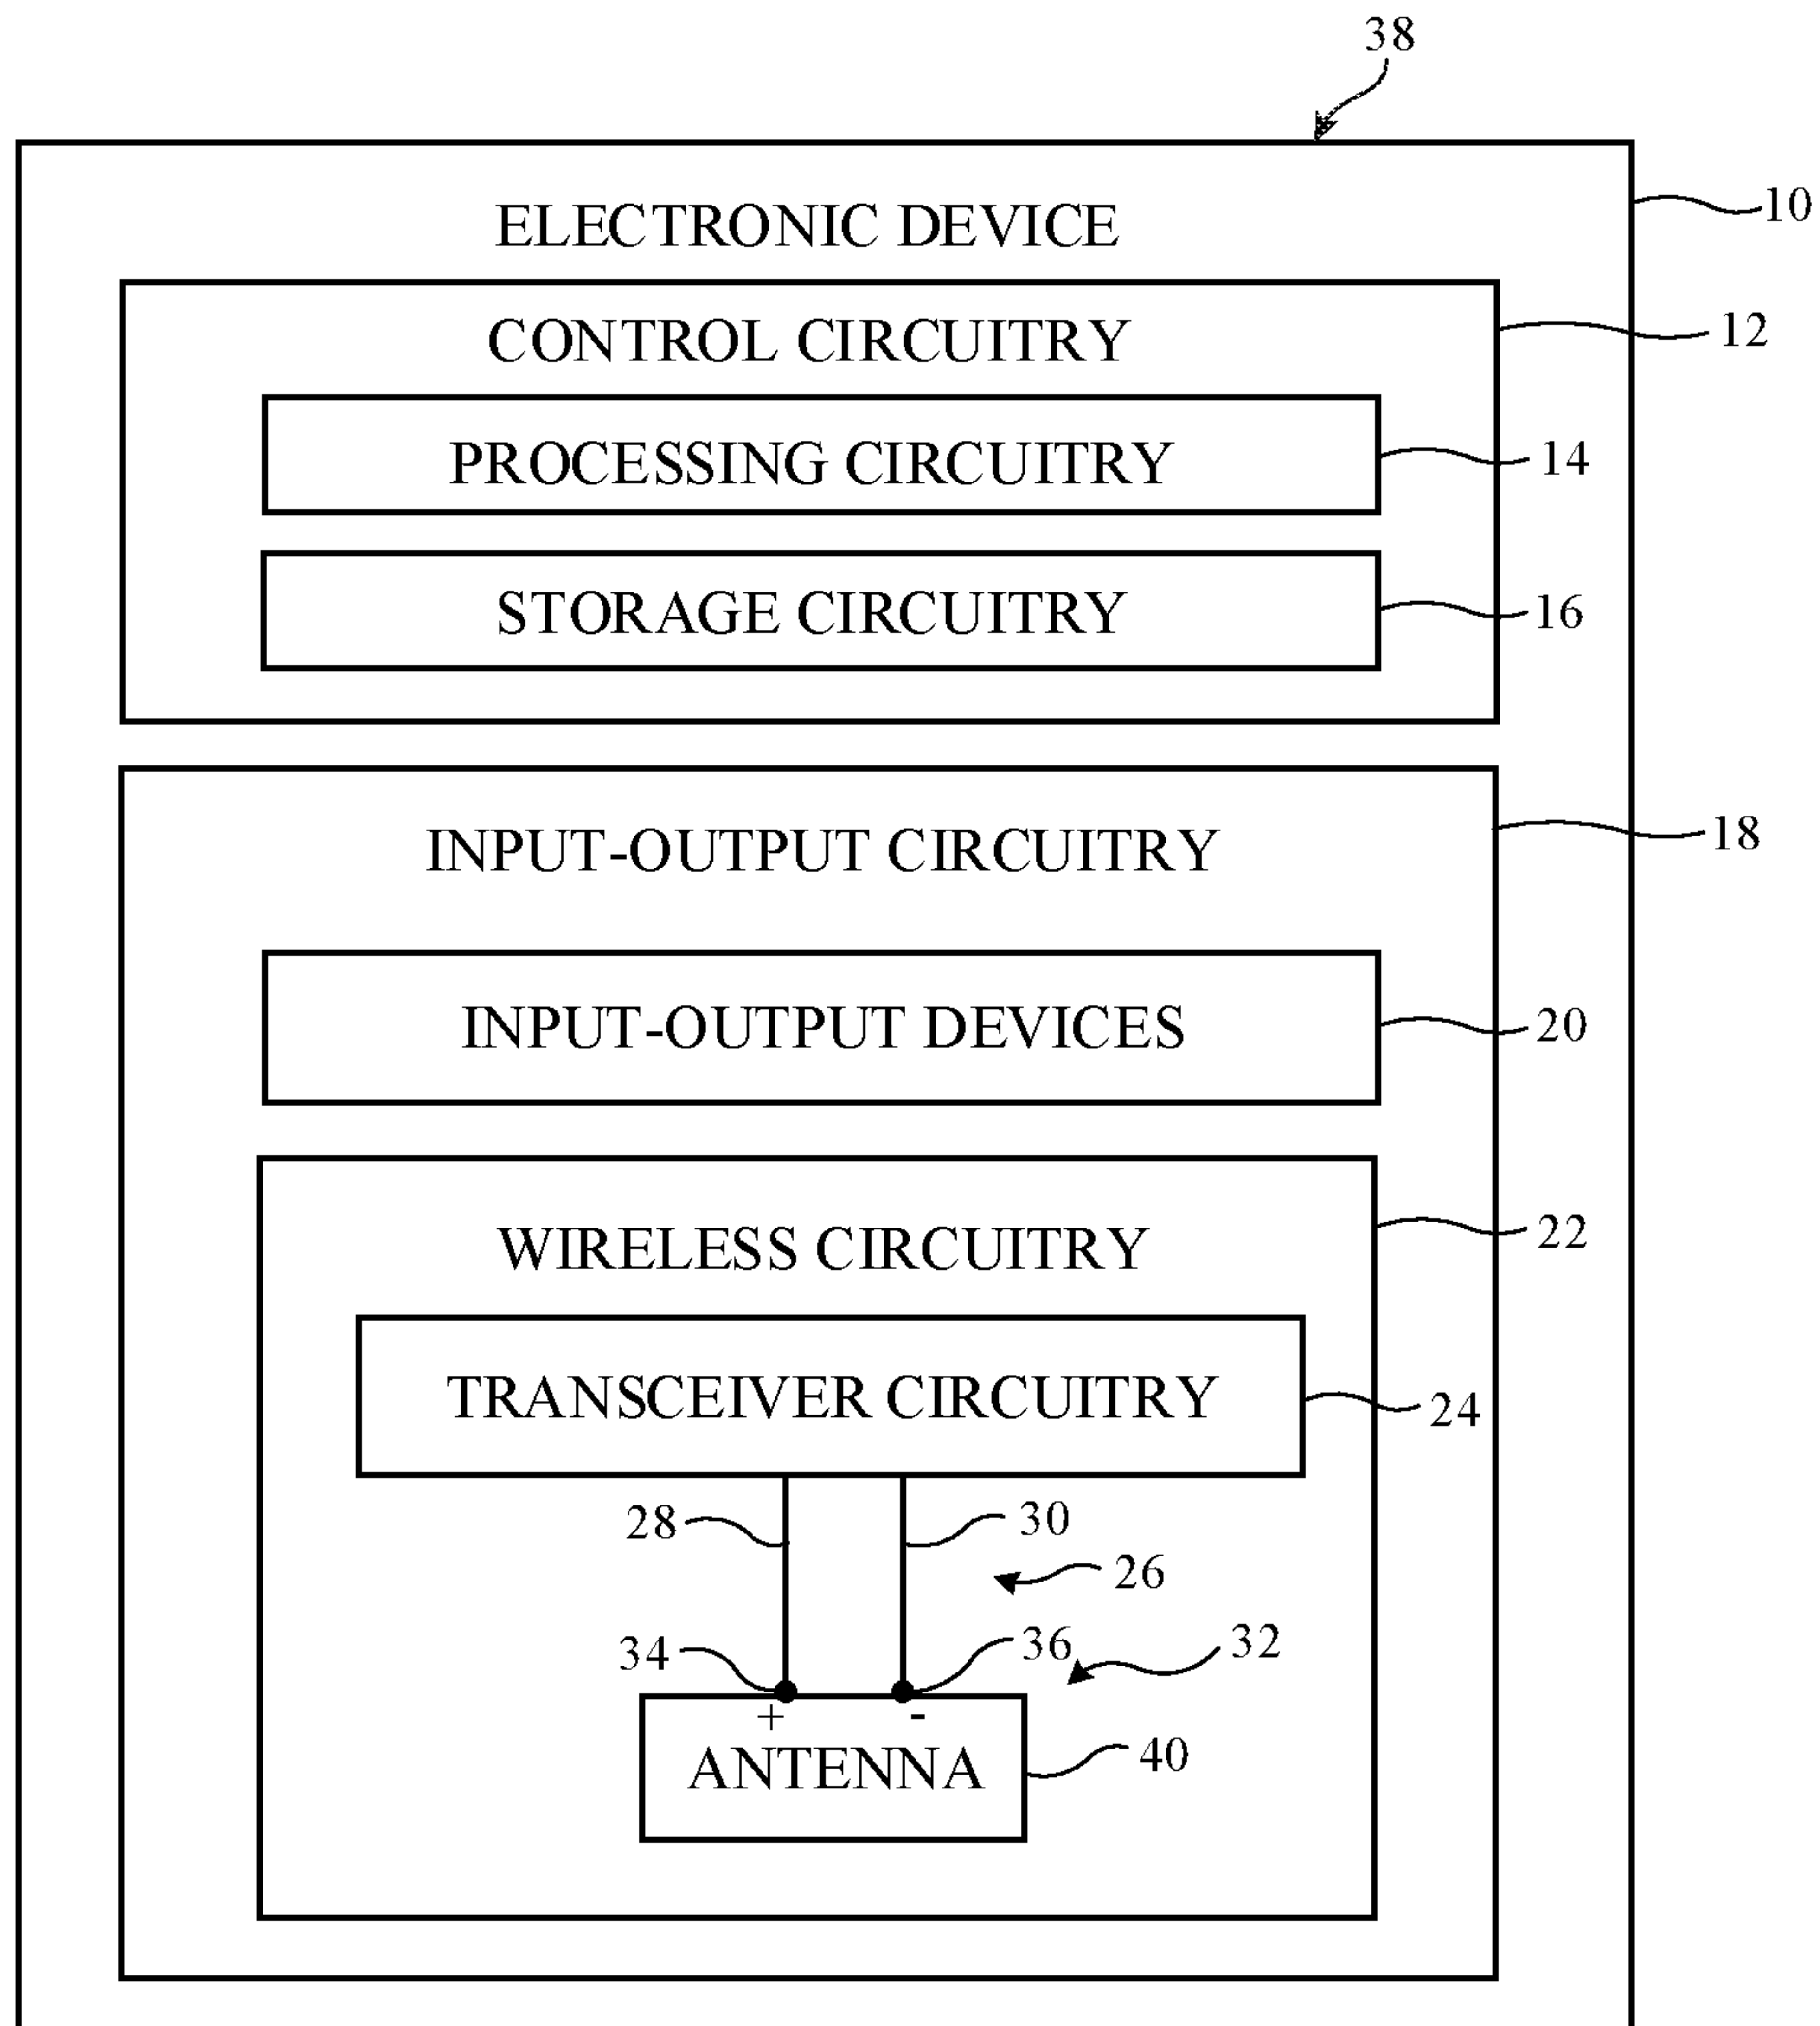 38
ELECTRONIC DEVICE
10
CONTROL CIRCUITRY
12
PROCESSING CIRCUITRY
14
STORAGE CIRCUITRY
16
INPUT-OUTPUT CIRCUITRY
18
INPUT-OUTPUT DEVICES
20
WIRELESS CIRCUITRY
22
TRANSCEIVER CIRCUITRY
24
28
30
26
34
36
32
+ -
ANTENNA
40